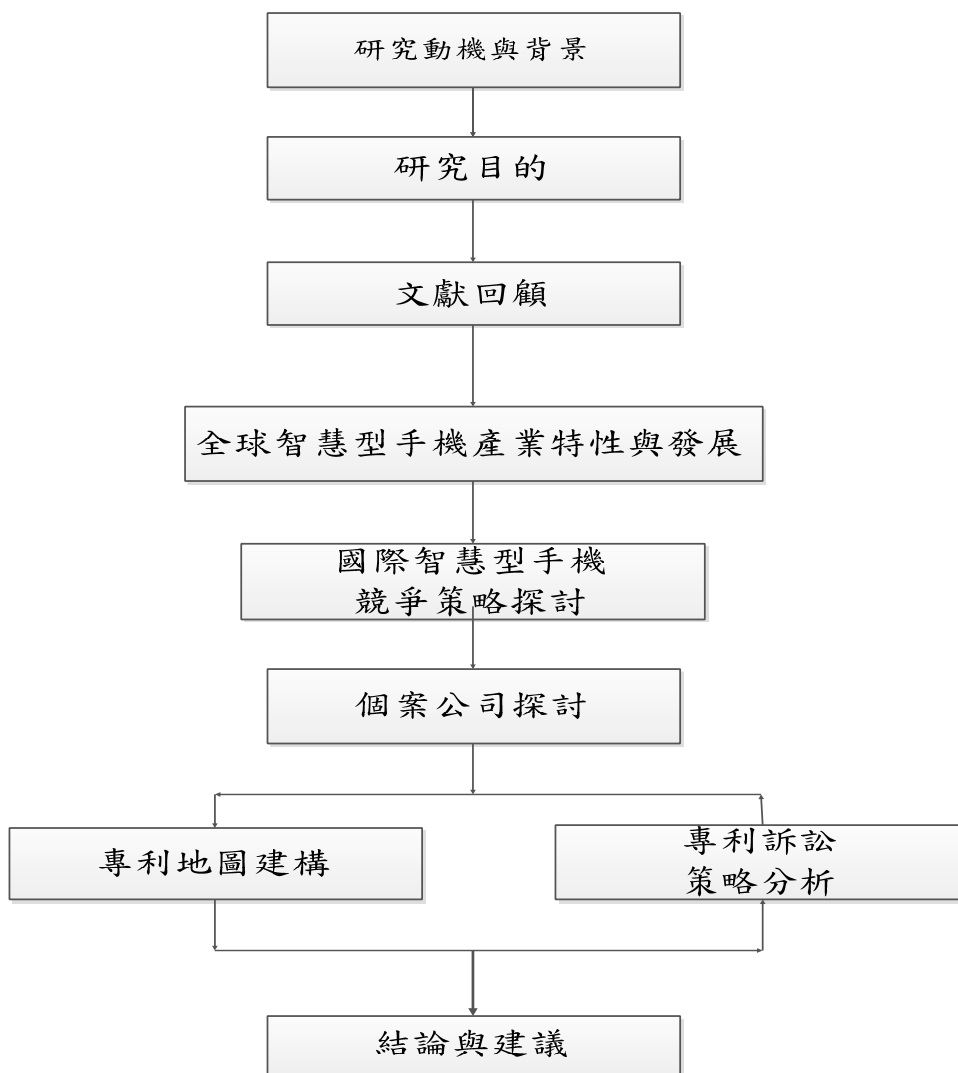 研究動機與背景
研究目的
文獻回顧
全球智慧型手機產業特性與發展
國際智慧型手機
競爭策略探討
個案公司探討
專利地圖建構
專利訴訟
策略分析
結論與建議